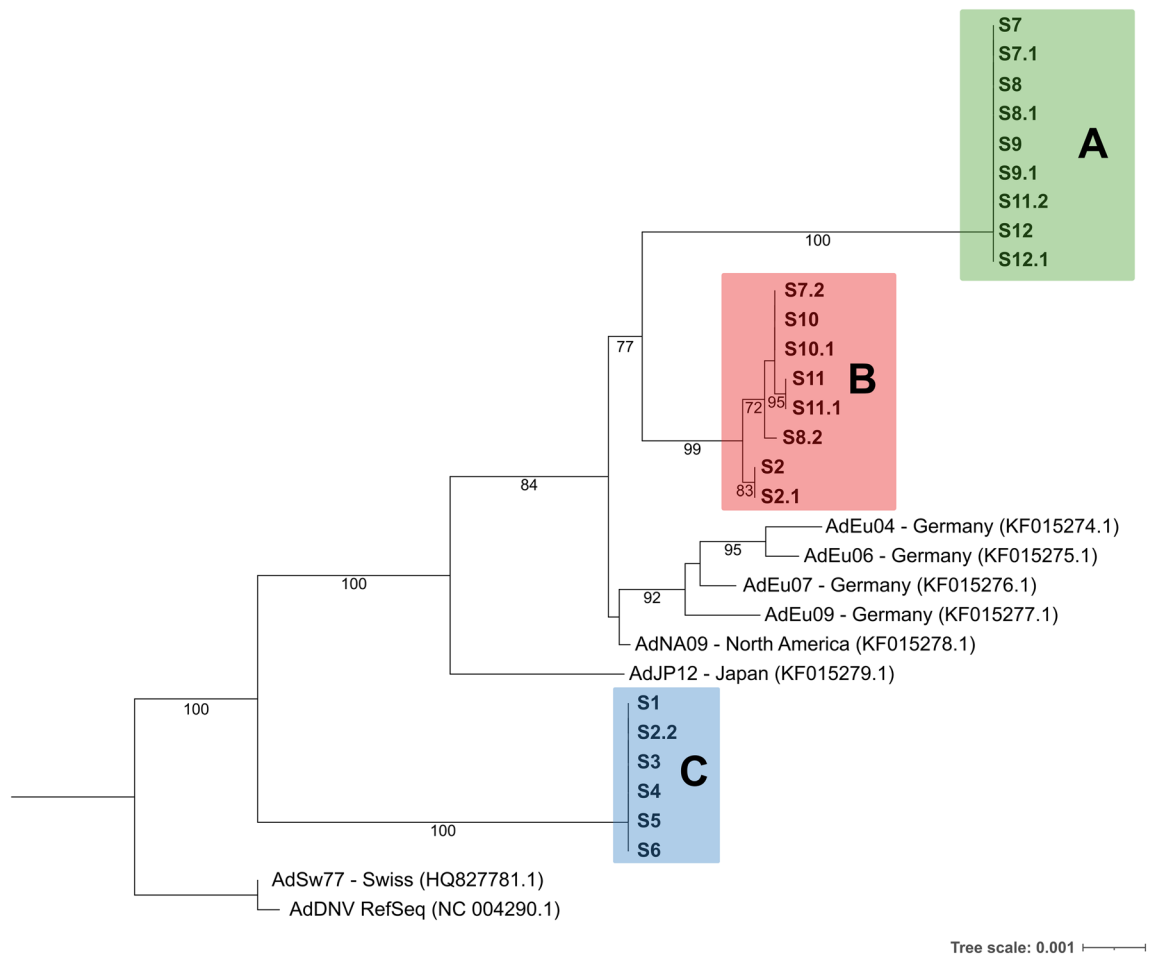 S7
S7.1
S8
S8.1
A
S9
S9.1
S11.2
S12
100
S12.1
S7.2
S10
77
S10.1
S11
B
95
72
S11.1
S8.2
99
S2
83
S2.1
84
AdEu04 - Germany (KF015274.1)
95
AdEu06 - Germany (KF015275.1)
100
AdEu07 - Germany (KF015276.1)
92
AdEu09 - Germany (KF015277.1)
AdNA09 - North America (KF015278.1)
AdJP12 - Japan (KF015279.1)
S1
100
S2.2
S3
C
S4
S5
100
S6
AdSw77 - Swiss (HQ827781.1)
AdDNV RefSeq (NC 004290.1)
Tree scale: 0.001